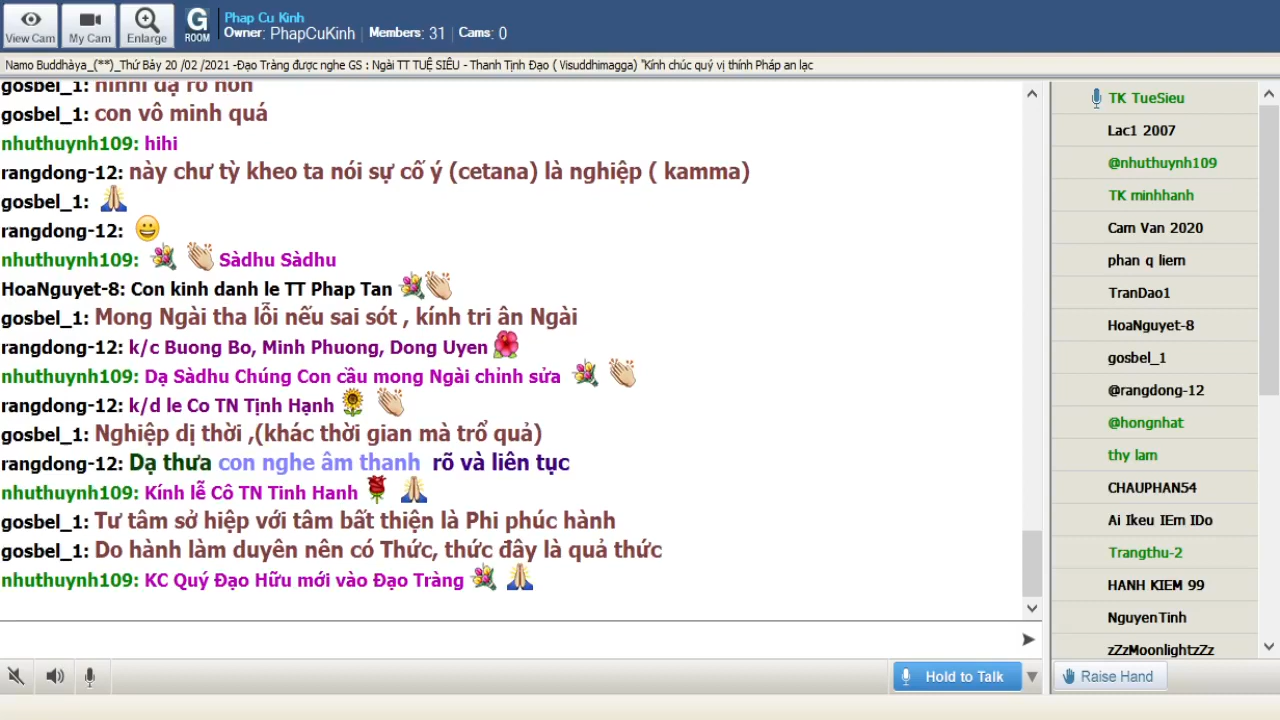 View Cam
My Cam
Enlarge
G
ROOM
Phap Cu Kinh
Owner: PhapCuKinh | Members: 31 | Cams: 0
Namo Buddhàya_(**)_Thứ Bảy 20 /02 /2021 -Đạo Tràng được nghe GS : Ngài TT TUỆ SIÊU - Thanh Tịnh Đạo ( Visuddhimagga) "Kính chúc quý vị thính Pháp an lạc
gosbel_1: hihhi dạ rõ hơn
gosbel_1: con vô minh quá
nhuthuynh109: hihi
rangdong-12: này chư tỳ kheo ta nói sự cố ý (cetana) là nghiệp ( kamma)
gosbel_1:
rangdong-12:
nhuthuynh109: Sàdhu Sàdhu
HoaNguyet-8: Con kinh danh le TT Phap Tan
gosbel_1: Mong Ngài tha lỗi nếu sai sót , kính tri ân Ngài
rangdong-12: k/c Buong Bo, Minh Phuong, Dong Uyen
nhuthuynh109: Dạ Sàdhu Chúng Con cầu mong Ngài chỉnh sửa
rangdong-12: k/d le Co TN Tịnh Hạnh
gosbel_1: Nghiệp dị thời ,(khác thời gian mà trổ quả)
rangdong-12: Dạ thưa con nghe âm thanh rõ và liên tục
nhuthuynh109: Kính lễ Cô TN Tinh Hanh
gosbel_1: Tư tâm sở hiệp với tâm bất thiện là Phi phúc hành
gosbel_1: Do hành làm duyên nên có Thức, thức đây là quả thức
nhuthuynh109: KC Quý Đạo Hữu mới vào Đạo Tràng
Hold to Talk
TK TueSieu
Lac1 2007
@nhuthuynh109
TK minhhanh
Cam Van 2020
phan q liem
TranDao1
HoaNguyet-8
gosbel_1
@rangdong-12
@hongnhat
thy lam
CHAUPHAN54
Ai Ikeu IEm IDo
Trangthu-2
HANH KIEM 99
NguyenTinh
zZzMoonlightzZz
Raise Hand